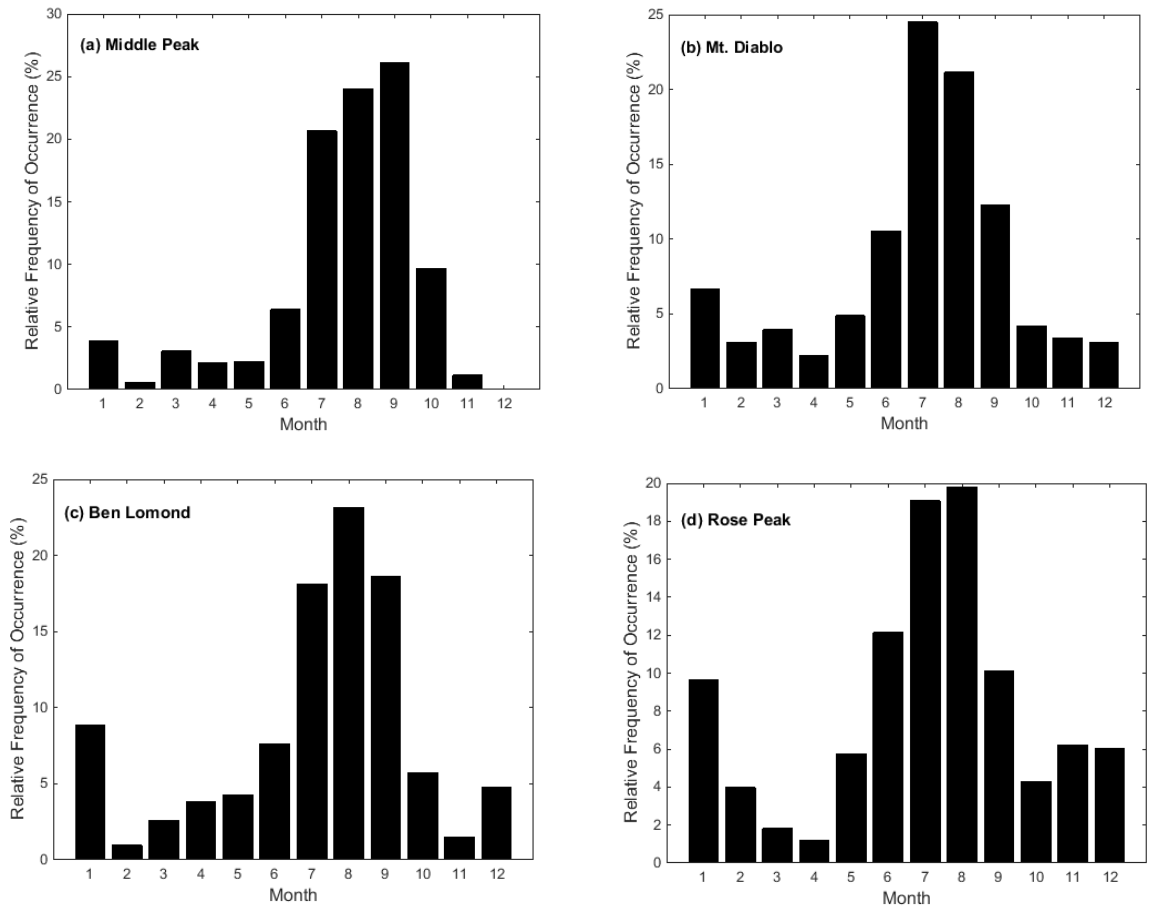 (a) Middle Peak
Relative Frequency of Occurrence (%)
30
25
20
15
10
5
0
1 2 3 4 5 6 7 8 9 10 11 12
Month
(b) Mt. Diablo
Relative Frequency of Occurrence (%)
25
20
15
10
5
0
1 2 3 4 5 6 7 8 9 10 11 12
Month
(c) Ben Lomond
Relative Frequency of Occurrence (%)
25
20
15
10
5
0
1 2 3 4 5 6 7 8 9 10 11 12
Month
(d) Rose Peak
Relative Frequency of Occurrence (%)
20
18
16
14
12
10
8
6
4
2
0
1 2 3 4 5 6 7 8 9 10 11 12
Month